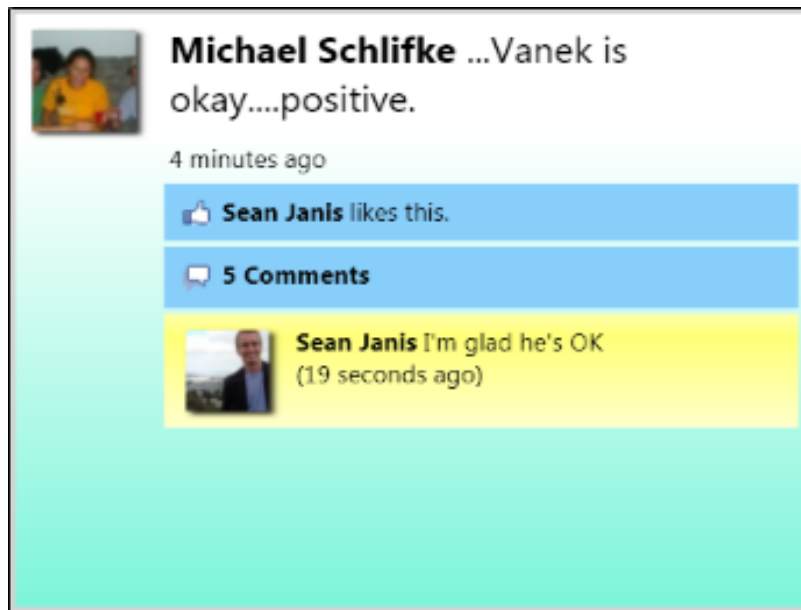 Michael Schlifke ...Vanek is
okay....positive.
4 minutes ago
Sean Janis likes this.
5 Comments
Sean Janis I'm glad he's OK
(19 seconds ago)